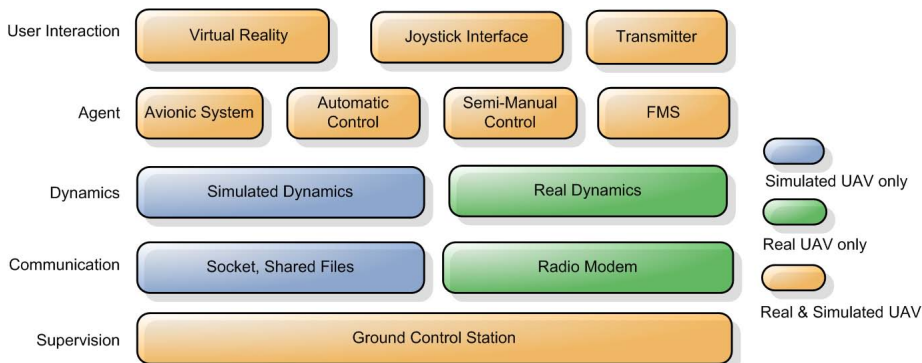 User Interaction
Virtual Reality
Joystick Interface
Transmitter
Agent
Avionic System
Automatic
Control
Semi-Manual
Control
FMS
Dynamics
Simulated Dynamics
Real Dynamics
Communication
Socket, Shared Files
Radio Modem
Supervision
Ground Control Station
Simulated UAV only
Real UAV only
Real & Simulated UAV